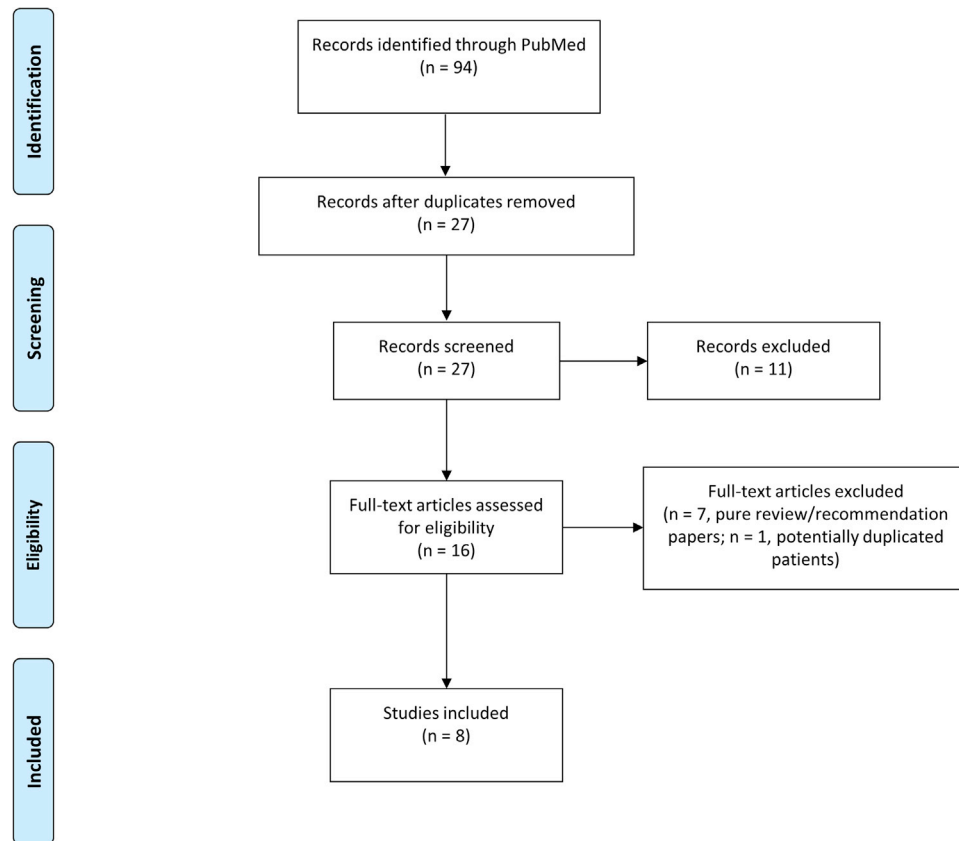 Identification
Records identified through PubMed
(n = 94)
Records after duplicates removed
(n = 27)
Screening
Records screened
(n = 27)
Records excluded
(n = 11)
Eligibility
Full-text articles assessed
for eligibility
(n = 16)
Full-text articles excluded
(n = 7, pure review/recommendation
papers; n = 1, potentially duplicated
patients)
Included
Studies included
(n = 8)